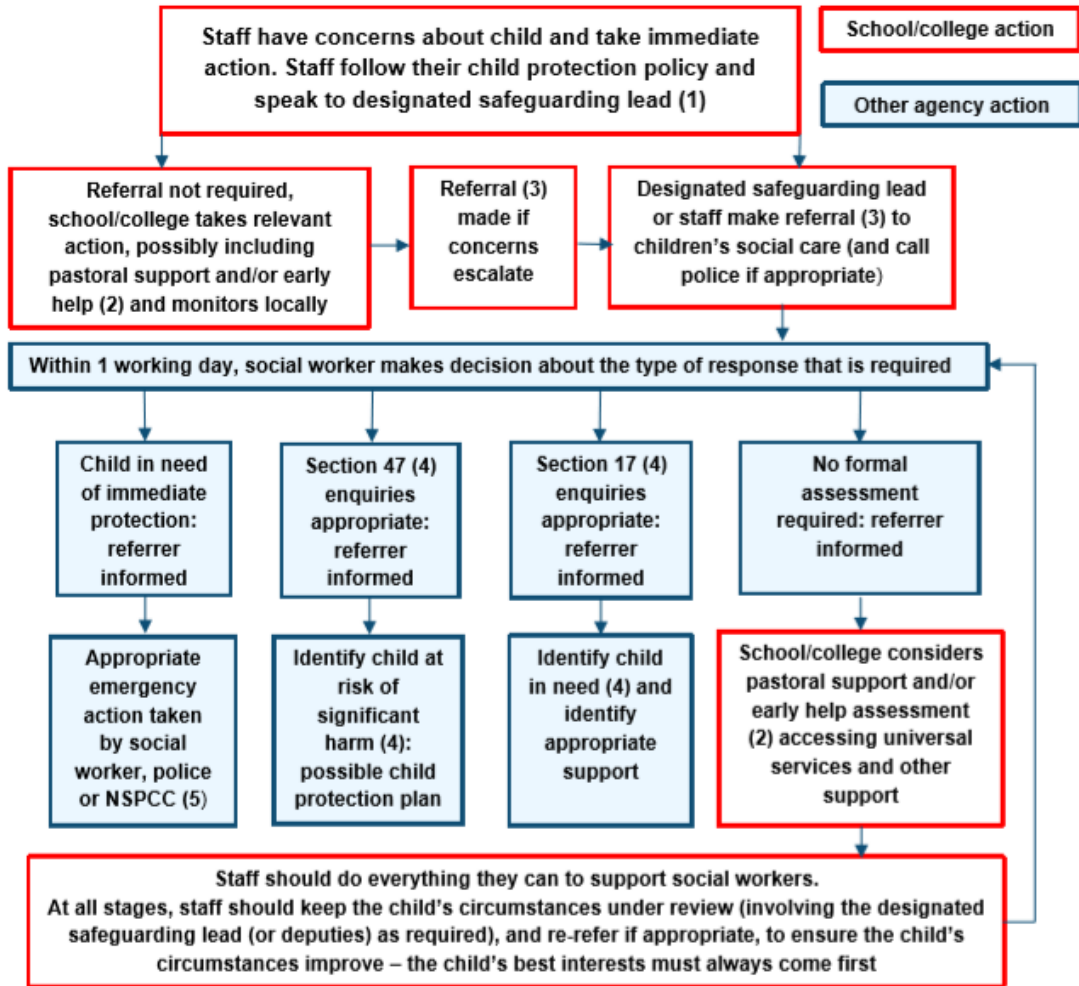 Staff have concerns about child and take immediate
action. Staff follow their child protection policy and
speak to designated safeguarding lead (1)
School/college action
Other agency action
Referral not required,
school/college takes relevant
action, possibly including
pastoral support and/or early
help (2) and monitors locally
Referral (3)
made if
concerns
escalate
Designated safeguarding lead
or staff make referral (3) to
children's social care (and call
police if appropriate)
Within 1 working day, social worker makes decision about the type of response that is required
Child in need
of immediate
protection:
referrer
informed
Section 47 (4)
enquiries
appropriate:
referrer
informed
Section 17 (4)
enquiries
appropriate:
referrer
informed
No formal
assessment
required: referrer
informed
Appropriate
emergency
action taken
by social
worker, police
or NSPCC (5)
Identify child at
risk of
significant
harm (4):
possible child
protection plan
Identify child
in need (4) and
identify
appropriate
support
School/college considers
pastoral support and/or
early help assessment
(2) accessing universal
services and other
support
Staff should do everything they can to support social workers.
At all stages, staff should keep the child's circumstances under review (involving the designated
safeguarding lead (or deputies) as required), and re-refer if appropriate, to ensure the child's
circumstances improve – the child's best interests must always come first